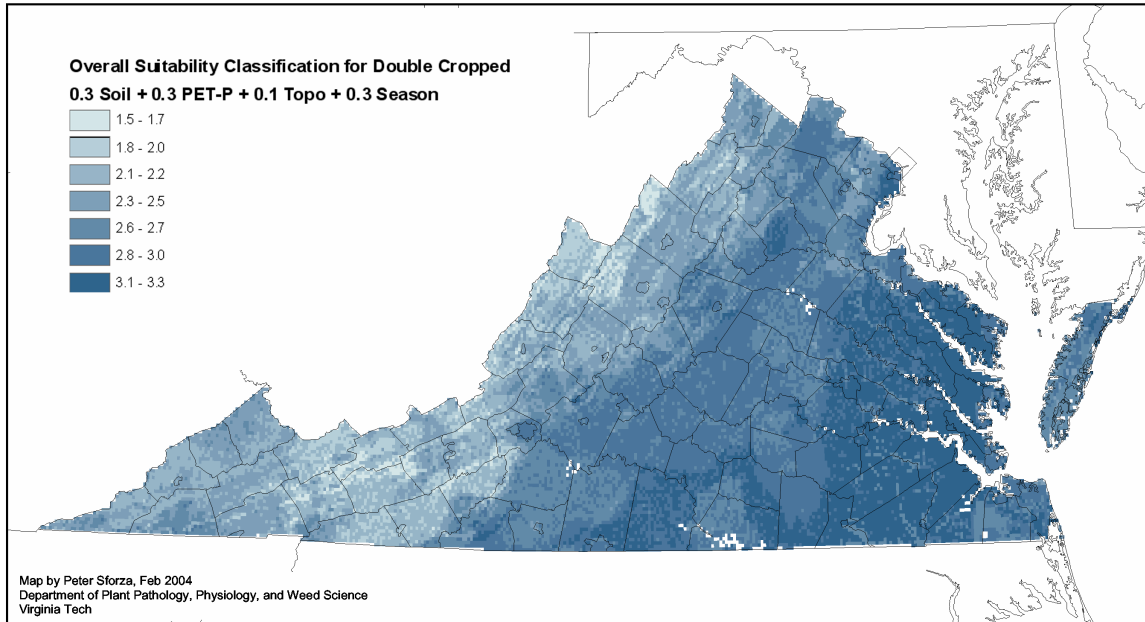 Overall Suitability Classification for Double Cropped
0.3 Soil + 0.3 PET-P + 0.1 Topo + 0.3 Season
1.5 - 1.7
1.8 - 2.0
2.1 - 2.2
2.3 - 2.5
2.6 - 2.7
2.8 - 3.0
3.1 - 3.3
Map by Peter Sforza, Feb 2004
Department of Plant Pathology, Physiology, and Weed Science
Virginia Tech